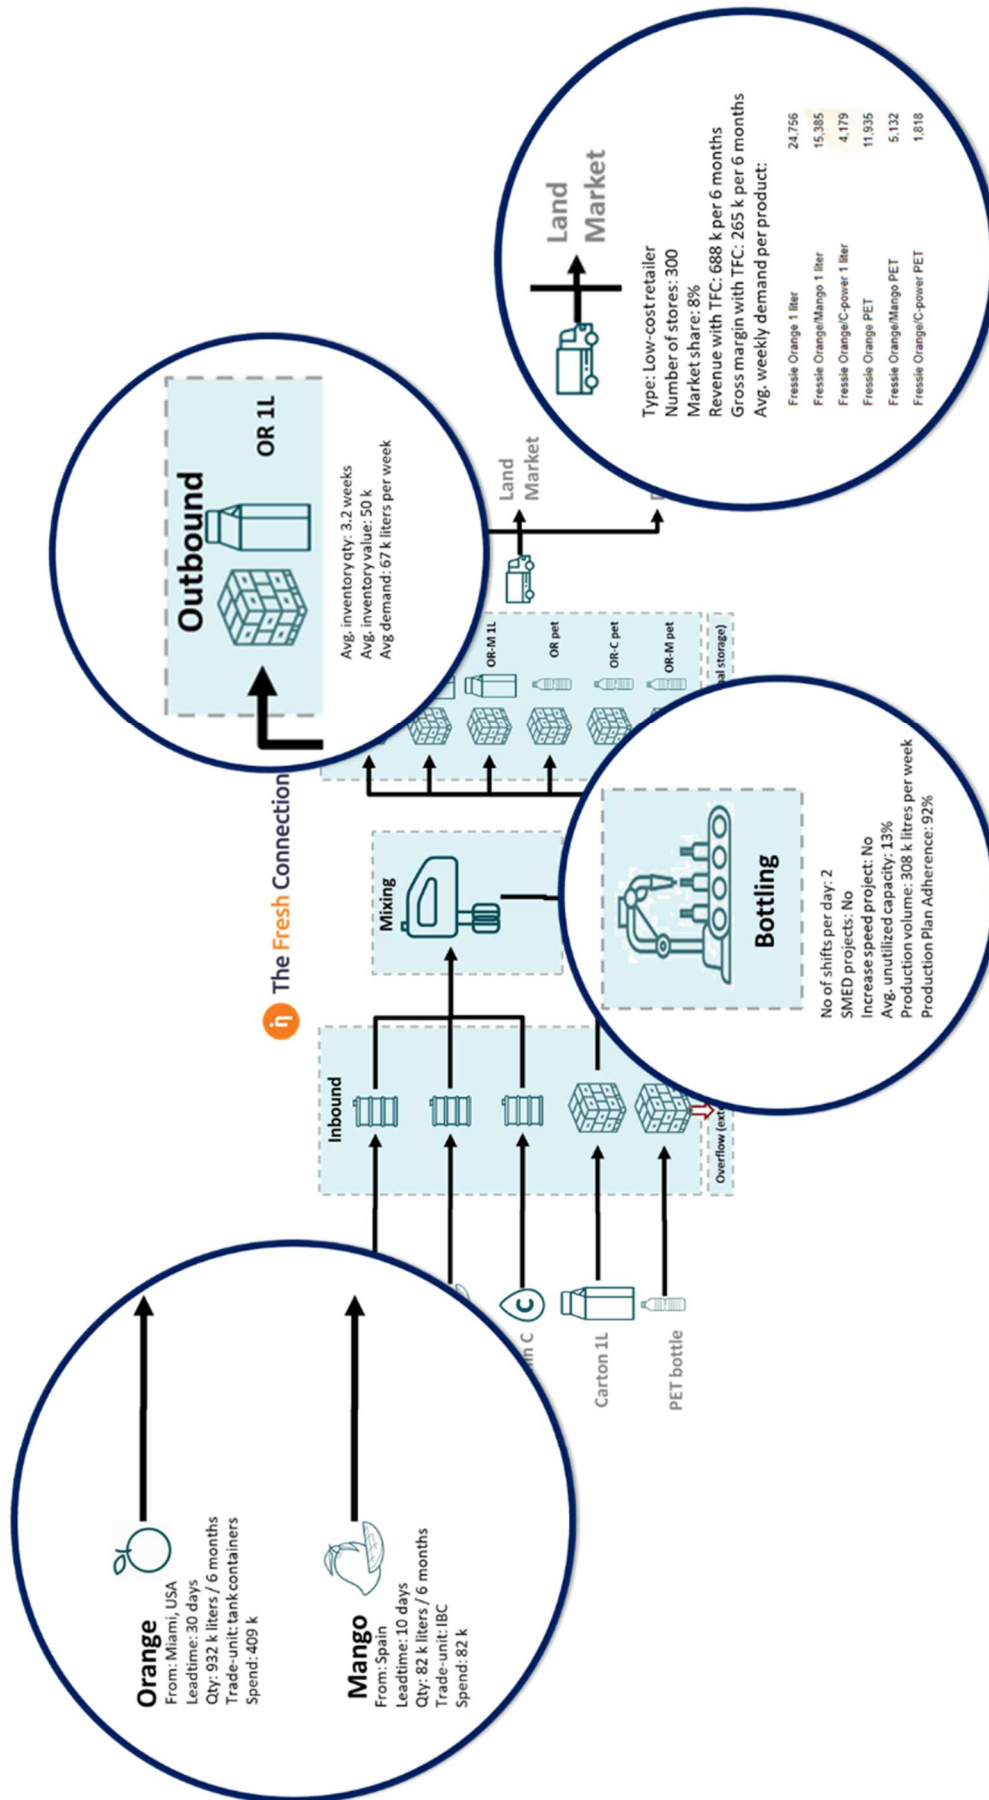 The Fresh Connection
Orange
From: Miami, USA
Leadtime: 30 days
Qty: 932 k liters / 6 months
Trade-unit: tank containers
Spend: 409 k
Mango
From: Spain
Leadtime: 10 days
Qty: 82 k liters / 6 months
Trade-unit: IBC
Spend: 82 k
C
in C
Carton 1L
PET bottle
Inbound
Overflow (exte
Mixing
Bottling
No of shifts per day: 2
SMED projects: No
Increase speed project: No
Avg. unutilized capacity: 13%
Production volume: 308 k litres per week
Production Plan Adherence: 92%
Outbound
OR 1L
Avg. inventory qty: 3.2 weeks
Avg. inventory value: 50 k
Avg demand: 67 k liters per week
OR-M 1L
OR pet
OR-C pet
OR-M pet
nal storage)
Land
Market
Land
Market
Type: Low-cost retailer
Number of stores: 300
Market share: 8%
Revenue with TFC: 688 k per 6 months
Gross margin with TFC: 265 k per 6 months
Avg. weekly demand per product:
Fressie Orange 1 liter 24,756
Fressie Orange/Mango 1 liter 15,385
Fressie Orange/C-power 1 liter 4,179
Fressie Orange PET 11,935
Fressie Orange/Mango PET 5,132
Fressie Orange/C-power PET 1,818